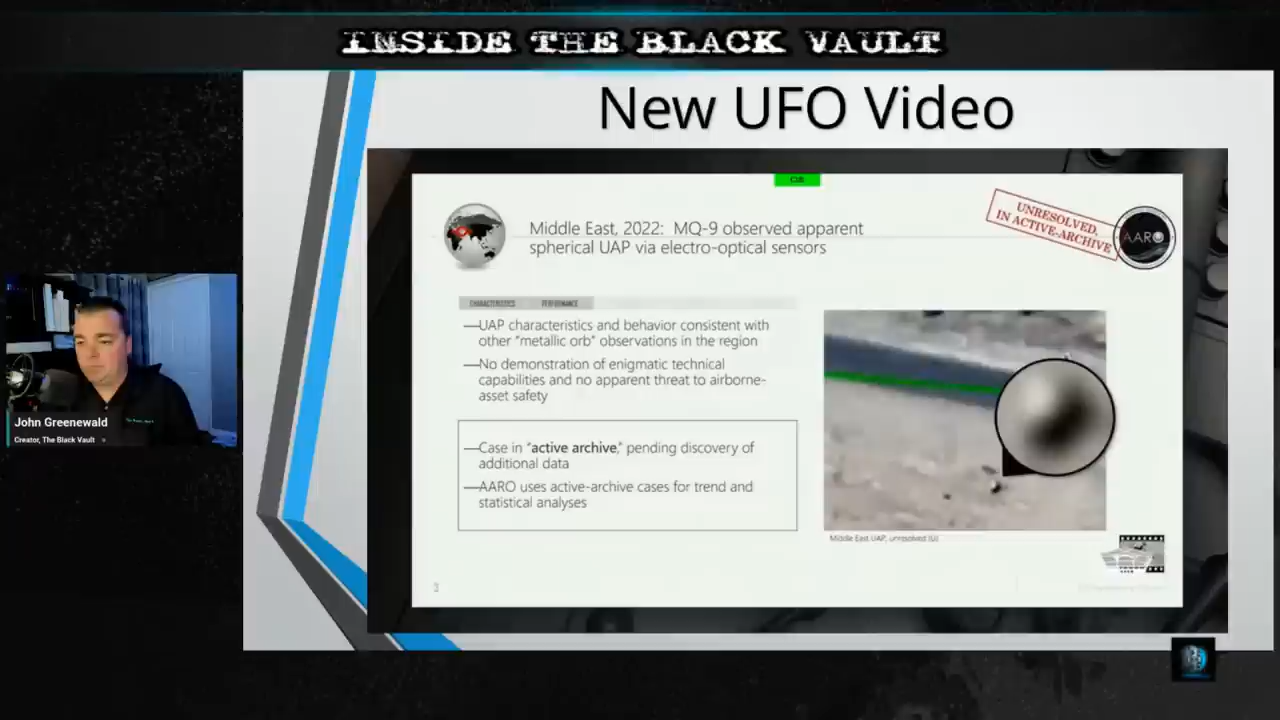 INSIDE THE BLACK VAULT
New UFO Video
Middle East, 2022: MQ-9 observed apparent
spherical UAP via electro-optical sensors
UNRESOLVED,
IN ACTIVE-ARCHIVE
AARO
CHARACTERISTICS PERFORMANCE
—UAP characteristics and behavior consistent with
other "metallic orb" observations in the region
—No demonstration of enigmatic technical
capabilities and no apparent threat to airborne-
asset safety
—Case in "active archive," pending discovery of
additional data
—AARO uses active-archive cases for trend and
statistical analyses
Middle East UAP, unresolved (U)
John Greenewald
Creator, The Black Vault